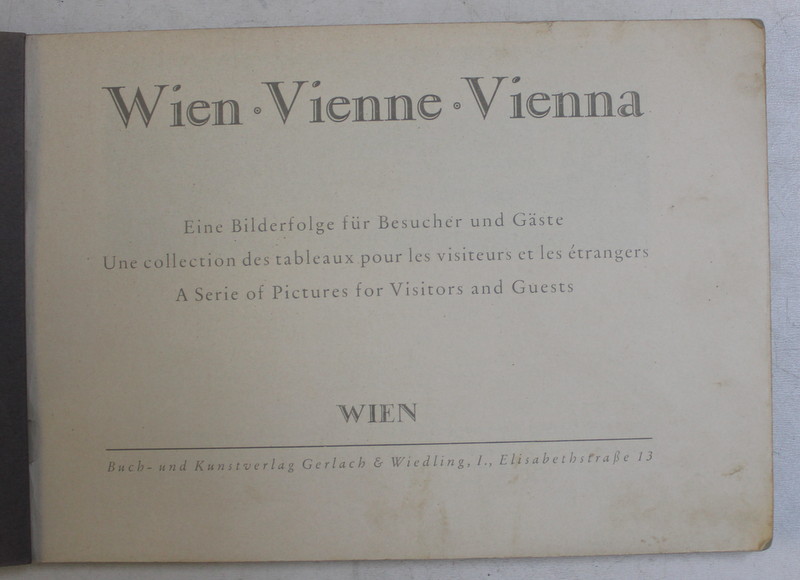 Wien • Vienne • Vienna
Eine Bilderfolge für Besucher und Gäste
Une collection des tableaux pour les visiteurs et les étrangers
A Serie of Pictures for Visitors and Guests
WIEN
Buch- und Kunstverlag Gerlach & Wiedling, I., Elisabethstraße 13